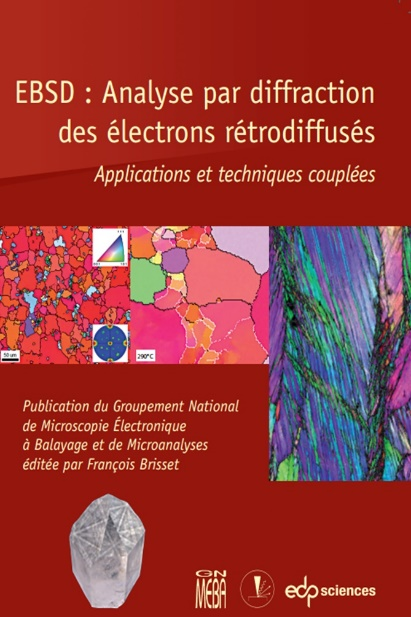 EBSD : Analyse par diffraction
des électrons rétrodiffusés
Applications et techniques couplées
50 um
290°C
Publication du Groupement National
de Microscopie Électronique
à Balayage et de Microanalyses
éditée par François Brisset
GN
MEBA
edp sciences